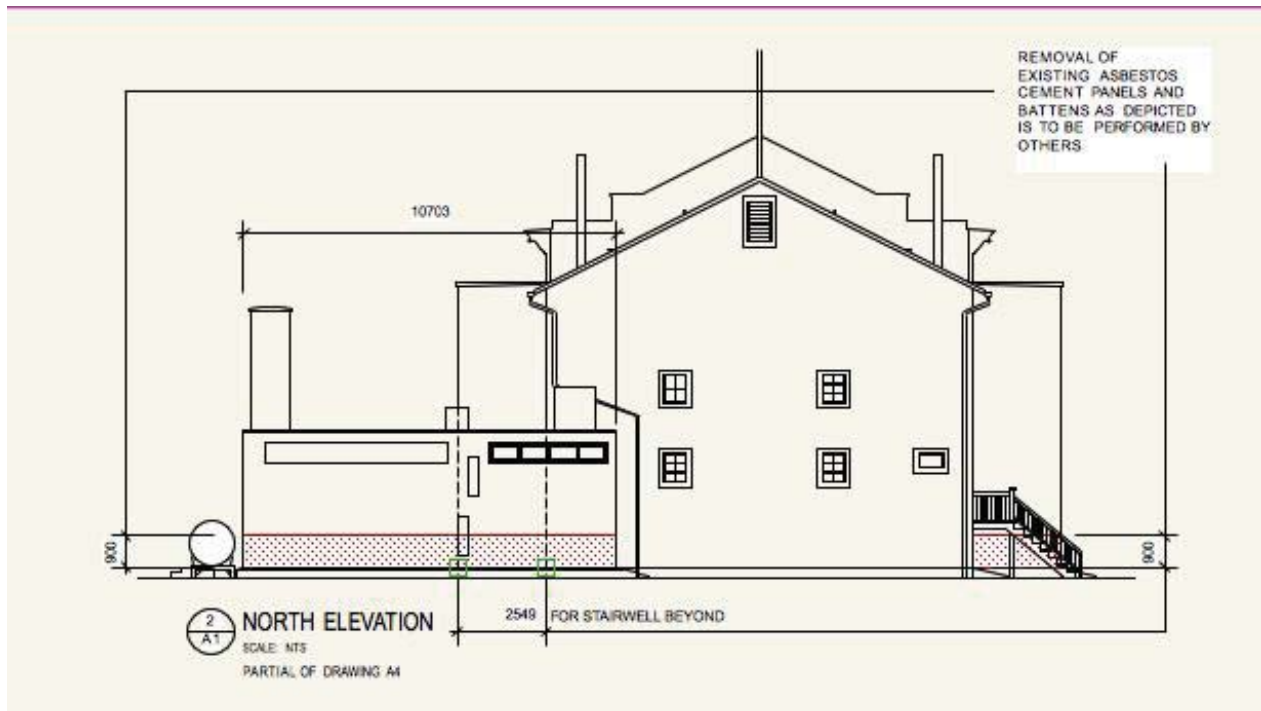 REMOVAL OF
EXISTING ASBESTOS
CEMENT PANELS AND
BATTENS AS DEPICTED
IS TO BE PERFORMED BY
OTHERS
10703
900
900
2549 FOR STAIRWELL BEYOND
2
A1
NORTH ELEVATION
SCALE: NTS
PARTIAL OF DRAWING A4